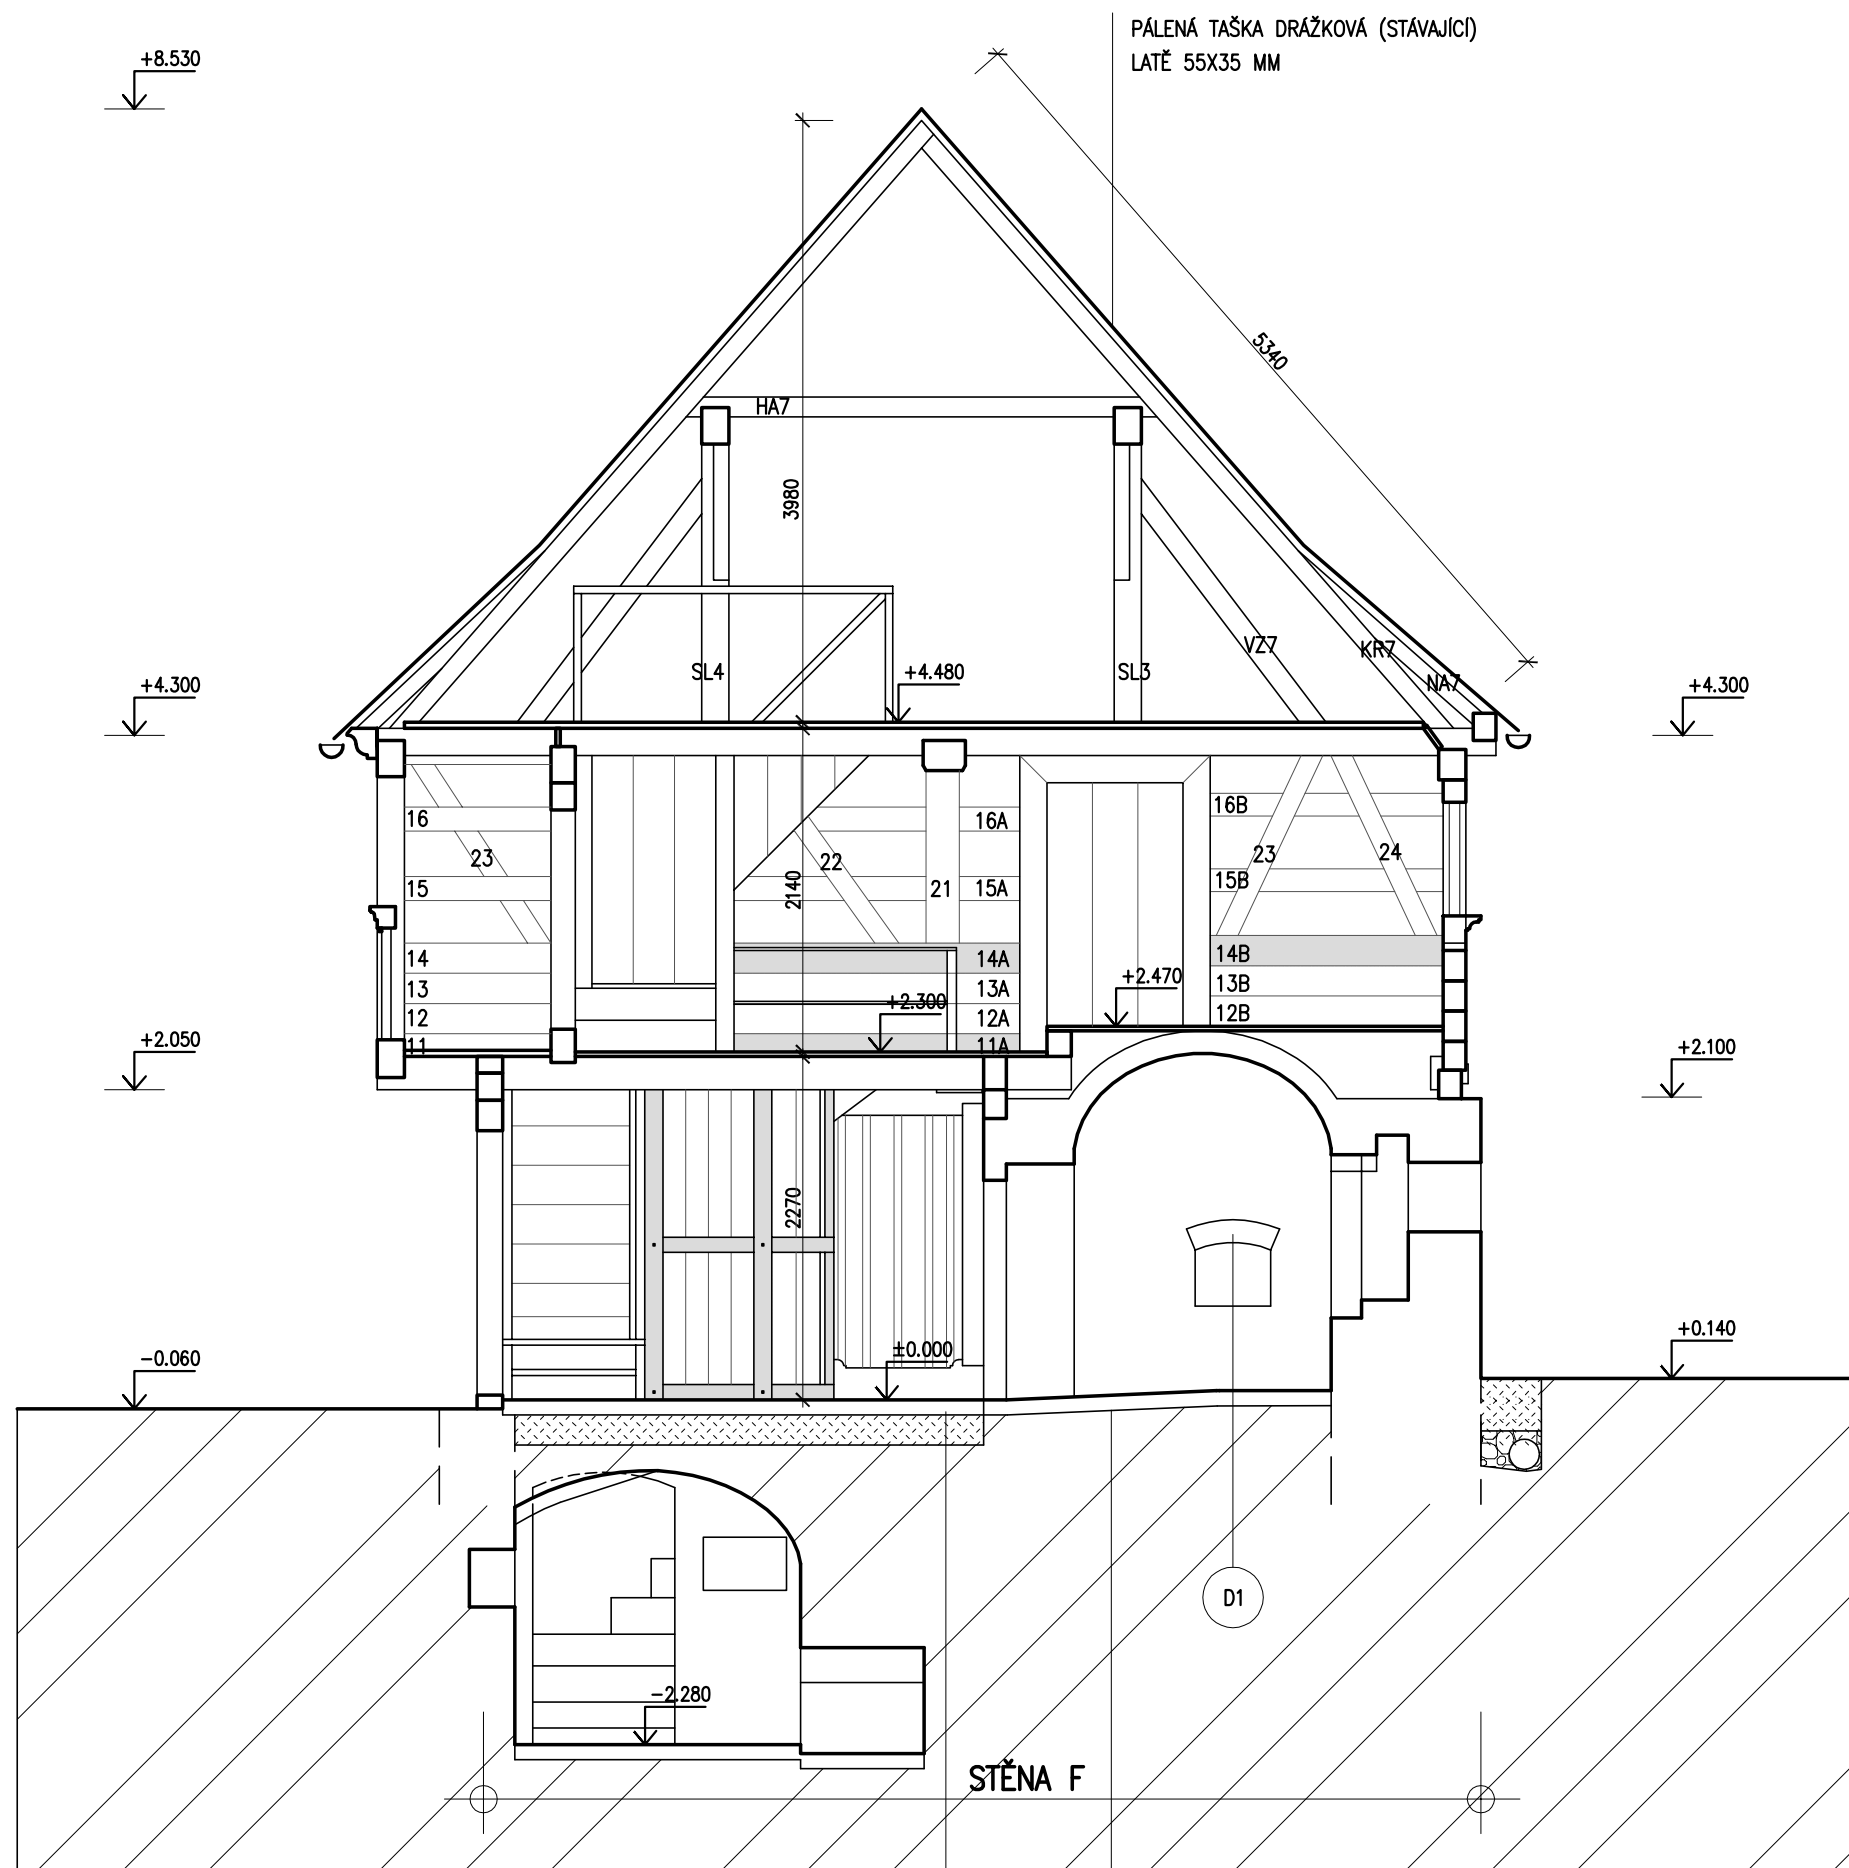 PÁLENÁ TAŠKA DRÁŽKOVÁ (STÁVAJÍCÍ)
LATĚ 55X35 MM
+8.530
5340
HA7
3980
VZ7
KR7
SL4
SL3
NA7
+4.300
+4.480
+4.300
16
16A
16B
23
22
23
24
15
2140
21
15A
15B
14
14A
14B
13
13A
+2.470
13B
12
+2.300
12A
12B
11
11A
+2.050
+2.100
2270
-0.060
±0.000
+0.140
D1
-2.280
STĚNA F